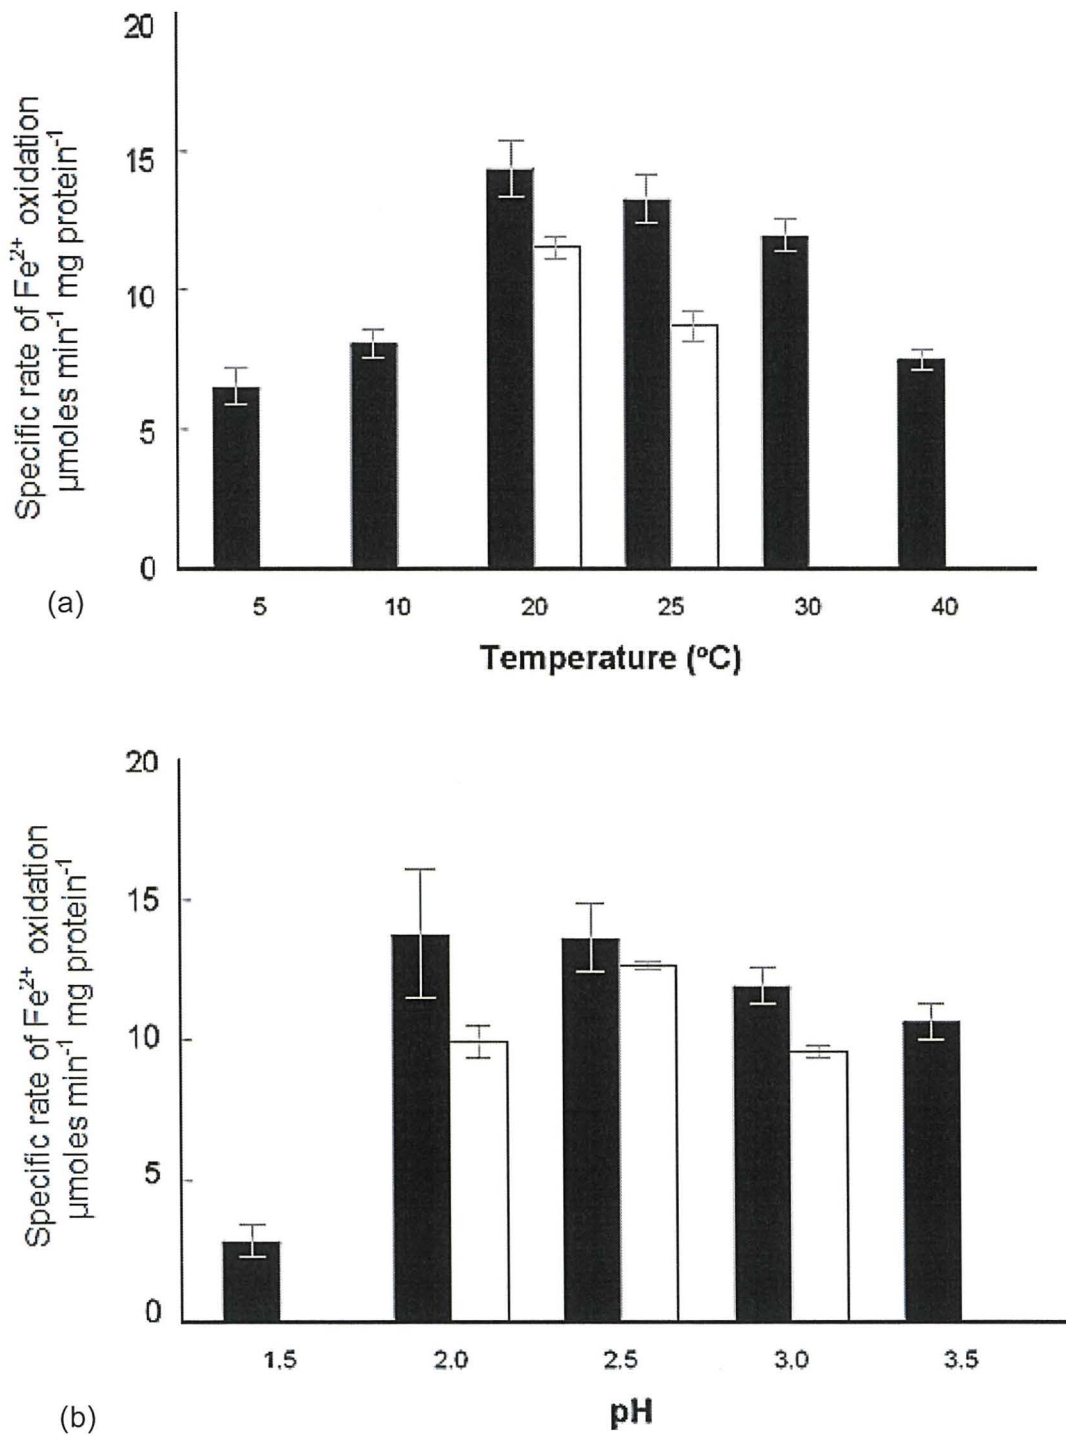 20
15
10
5
0
Specific rate of Fe²⁺ oxidation
µmoles min⁻¹ mg protein⁻¹
5 10 20 25 30 40
(a)
Temperature (ºC)
20
15
10
5
0
Specific rate of Fe²⁺ oxidation
µmoles min⁻¹ mg protein⁻¹
1.5 2.0 2.5 3.0 3.5
(b)
pH